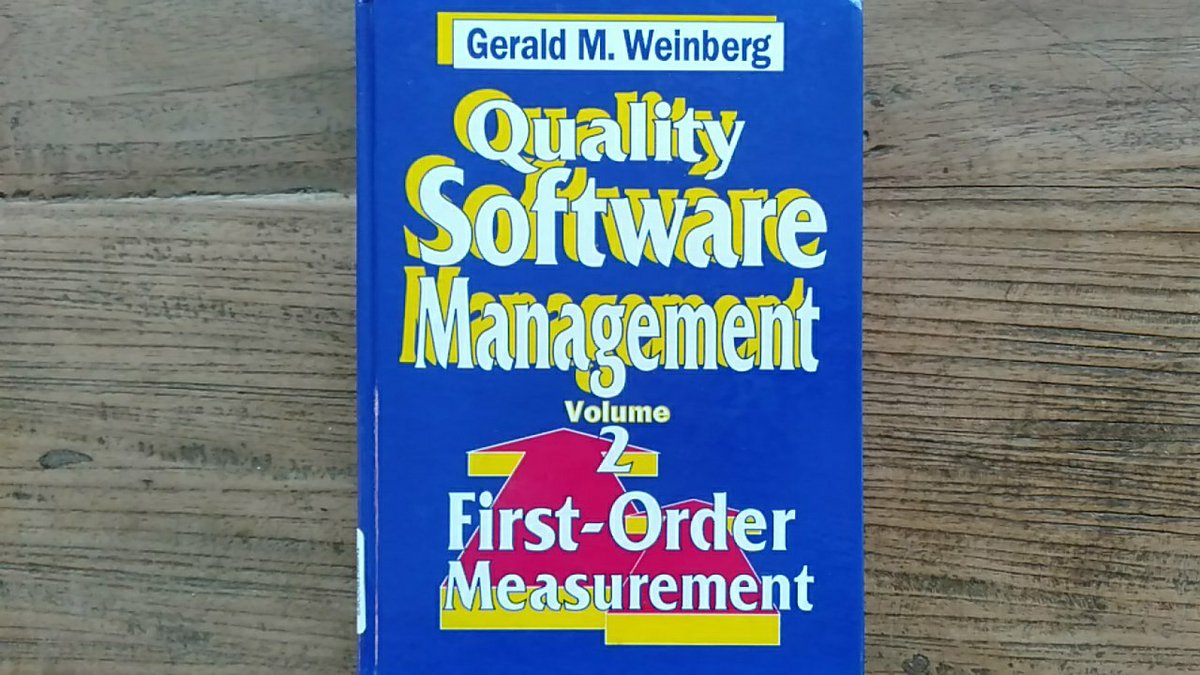 Gerald M. Weinberg
Quality
Software
Management
Volume
2
First-Order
Measurement